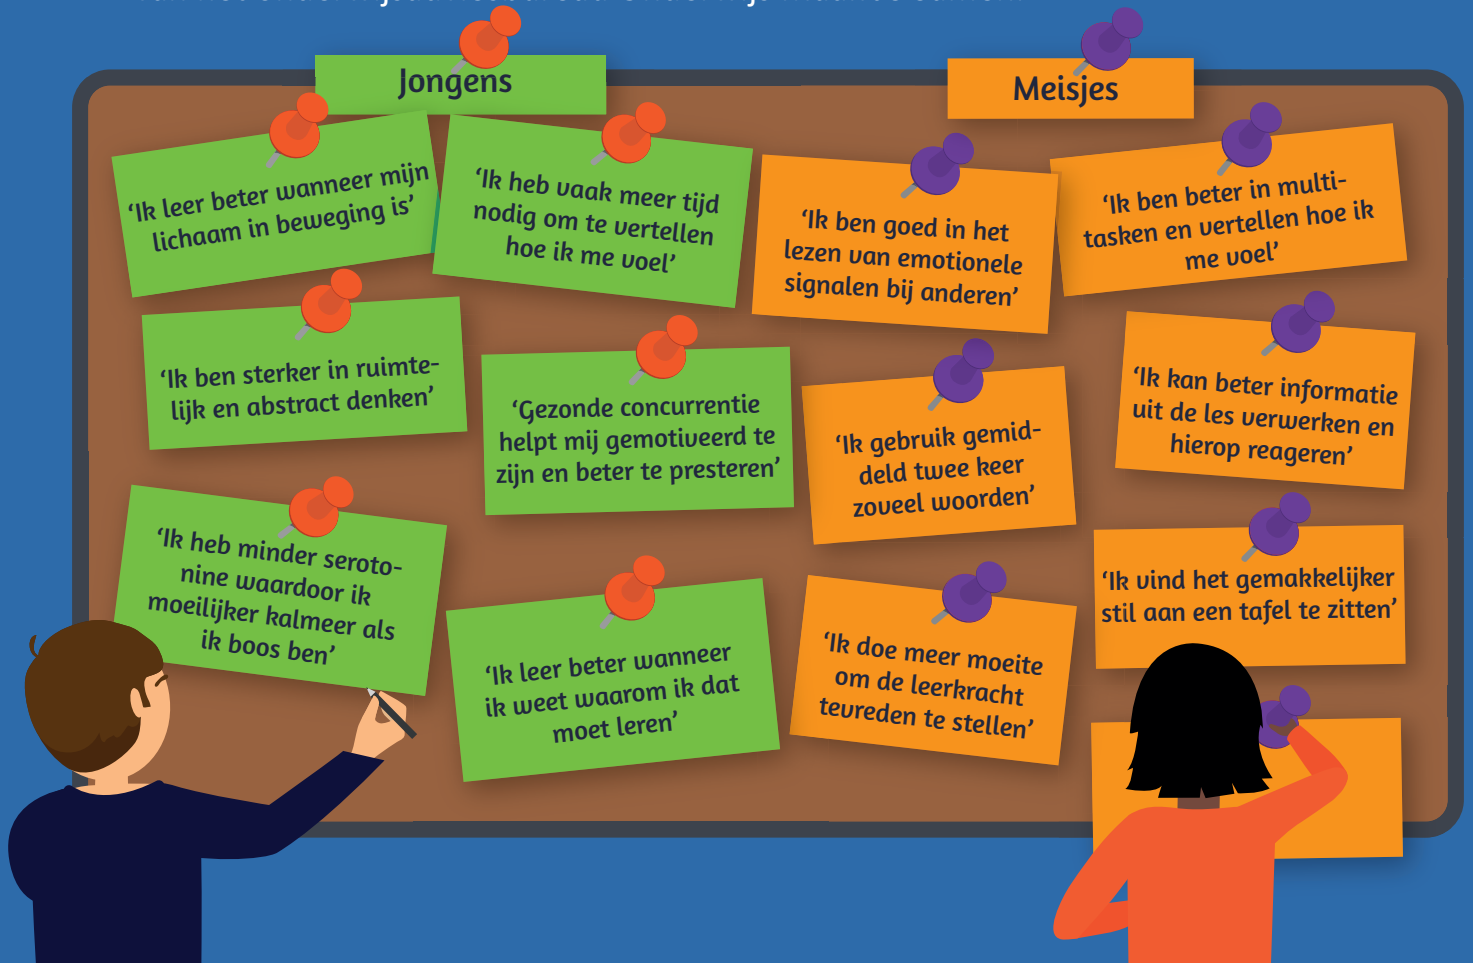 Jongens
‘Ik leer beter wanneer mijn
lichaam in beweging is’
‘Ik heb vaak meer tijd
nodig om te vertellen
hoe ik me voel’
‘Ik ben sterker in ruimte-
lijk en abstract denken’
‘Gezonde concurrentie
helpt mij gemotiveerd te
zijn en beter te presteren’
‘Ik heb minder seroto-
nine waardoor ik
moeilijker kalmeer als
ik boos ben’
‘Ik leer beter wanneer
ik weet waarom ik dat
moet leren’
Meisjes
‘Ik ben goed in het
lezen van emotionele
signalen bij anderen’
‘Ik ben beter in multi-
tasken en vertellen hoe ik
me voel’
‘Ik gebruik gemid-
deld twee keer
zoveel woorden’
‘Ik kan beter informatie
uit de les verwerken en
hierop reageren’
‘Ik vind het gemakkelijker
stil aan een tafel te zitten’
‘Ik doe meer moeite
om de leerkracht
tevreden te stellen’